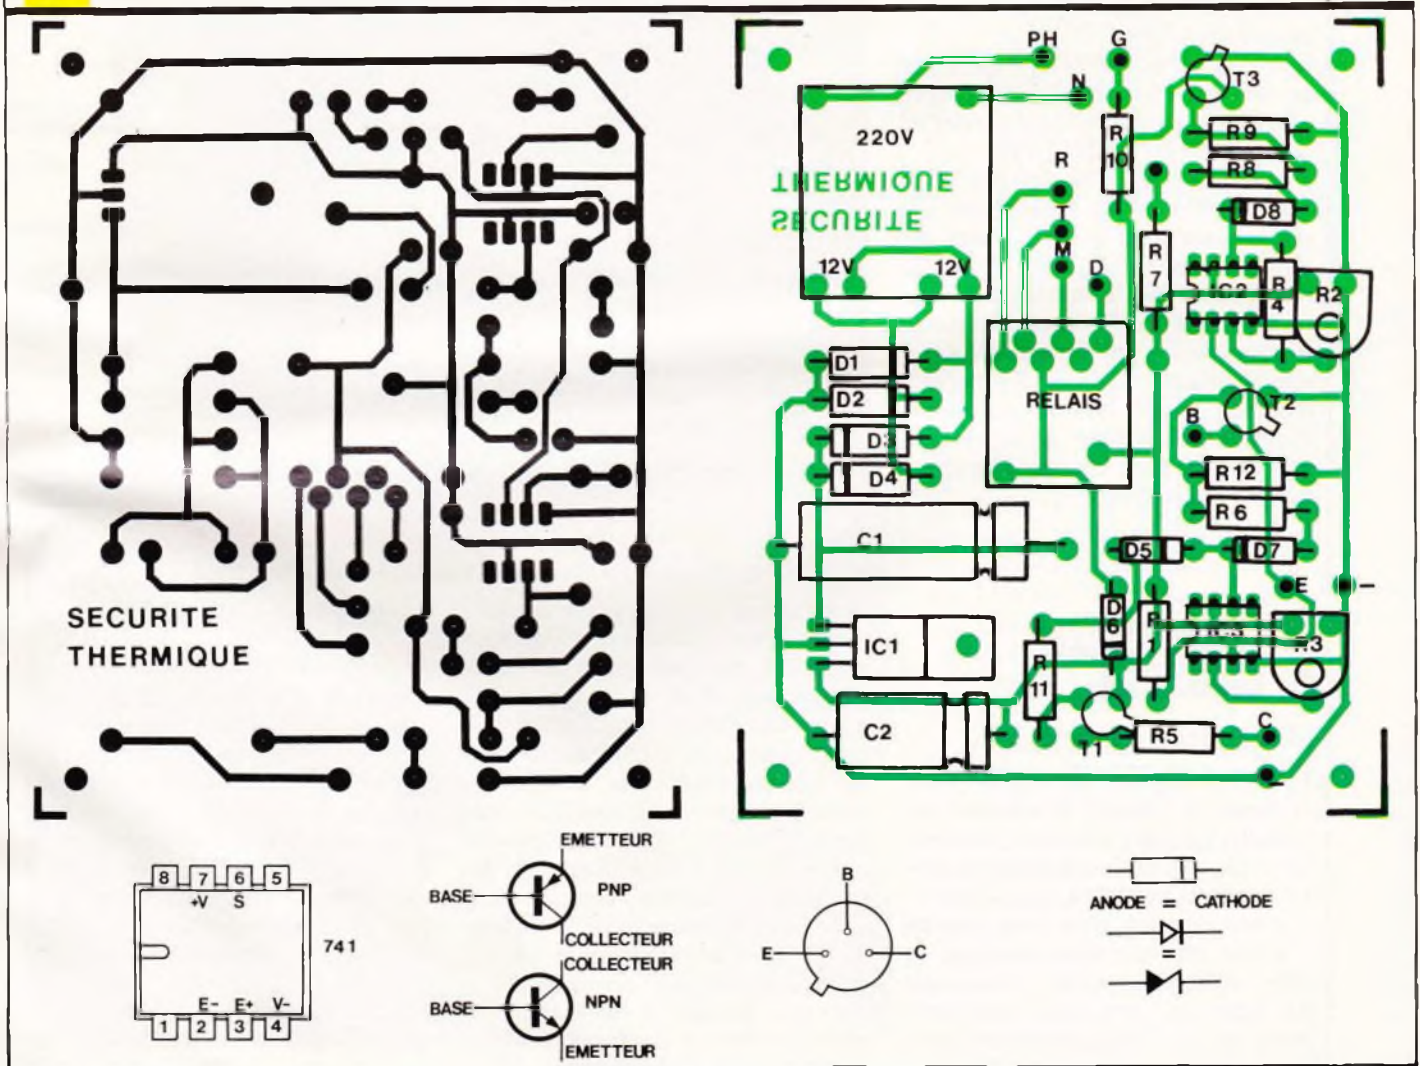 SECURITE
THERMIQUE
PH
G
N
T3
220V
R
10
R9
R
R8
THERMIQUE
T
SECURITE
D8
M
12V
12V
D
R
7
R
4
R2
D1
D2
RELAIS
T2
B
D3
D4
R12
R6
C1
D5
D7
E
–
D
6
IC1
R
11
R3
C2
T1
R5
C
8 7 6 5
+V S
741
E- E+ V-
1 2 3 4
EMETTEUR
BASE
PNP
COLLECTEUR
COLLECTEUR
BASE
NPN
EMETTEUR
B
E
C
ANODE = CATHODE
=